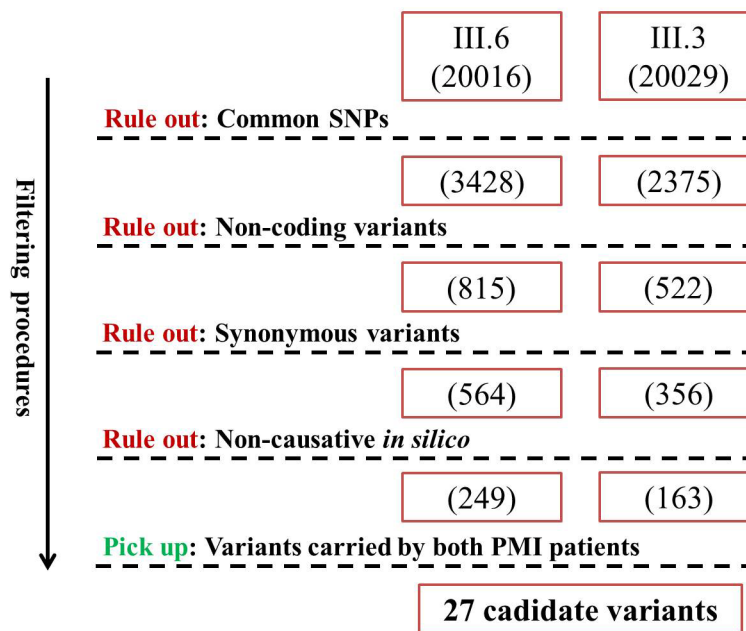 III.6
(20016)
III.3
(20029)
Rule out: Common SNPs
(3428)
(2375)
Rule out: Non-coding variants
(815)
(522)
Rule out: Synonymous variants
(564)
(356)
Rule out: Non-causative in silico
(249)
(163)
Pick up: Variants carried by both PMI patients
27 cadidate variants
Filtering procedures